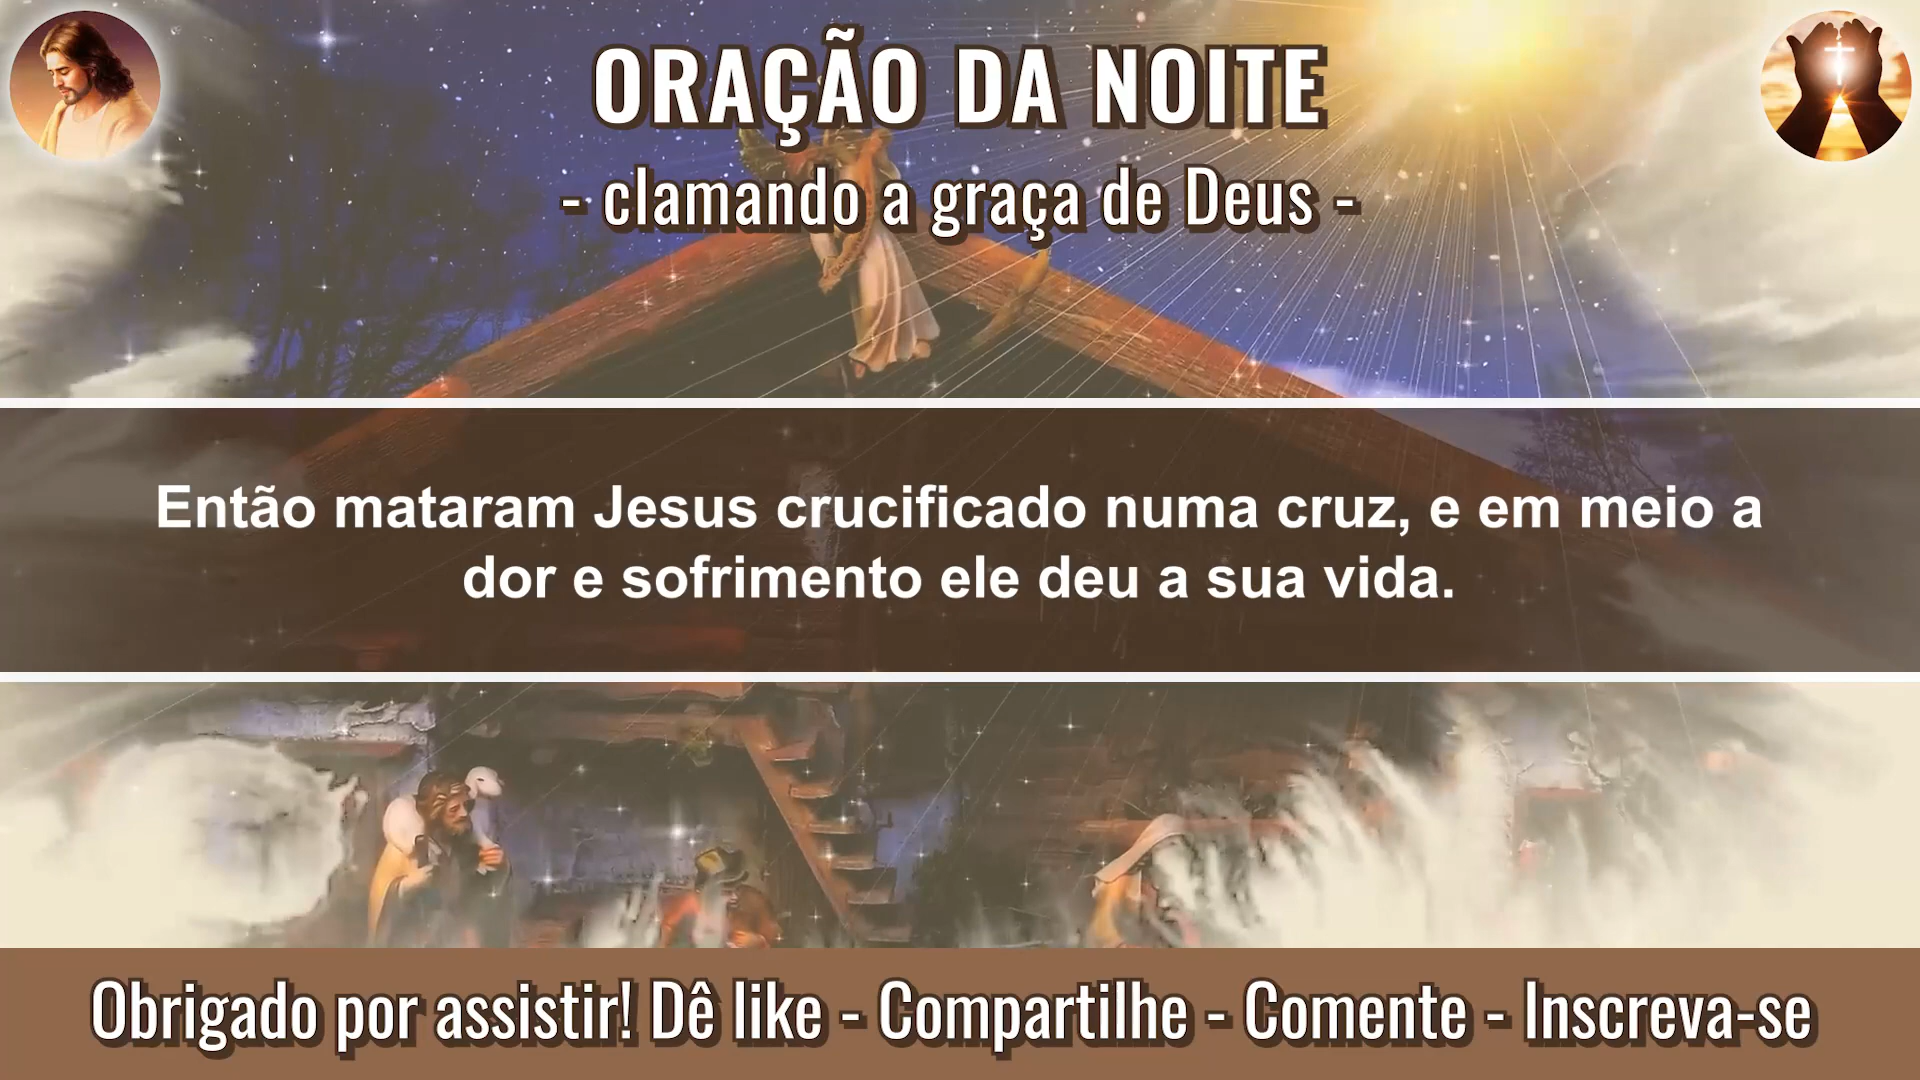 ORAÇÃO DA NOITE
- clamando a graça de Deus -
Então mataram Jesus crucificado numa cruz, e em meio a
dor e sofrimento ele deu a sua vida.
Obrigado por assistir! Dê like - Compartilhe - Comente - Inscreva-se